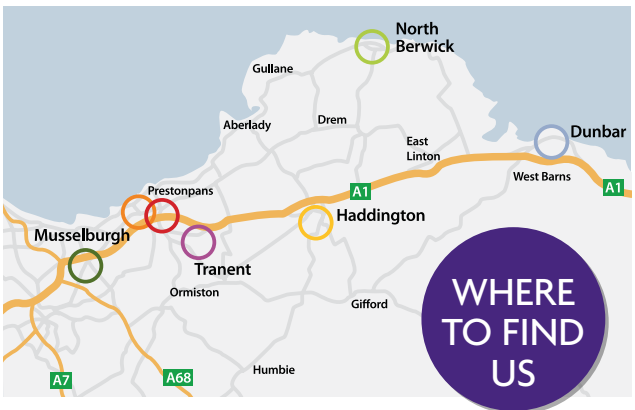 North
Berwick
Gullane
Aberlady
Drem
East
Linton
Dunbar
West Barns
A1
A1
Prestonpans
Haddington
Musselburgh
Tranent
Ormiston
Gifford
Humbie
A7
A68
WHERE
TO FIND
US